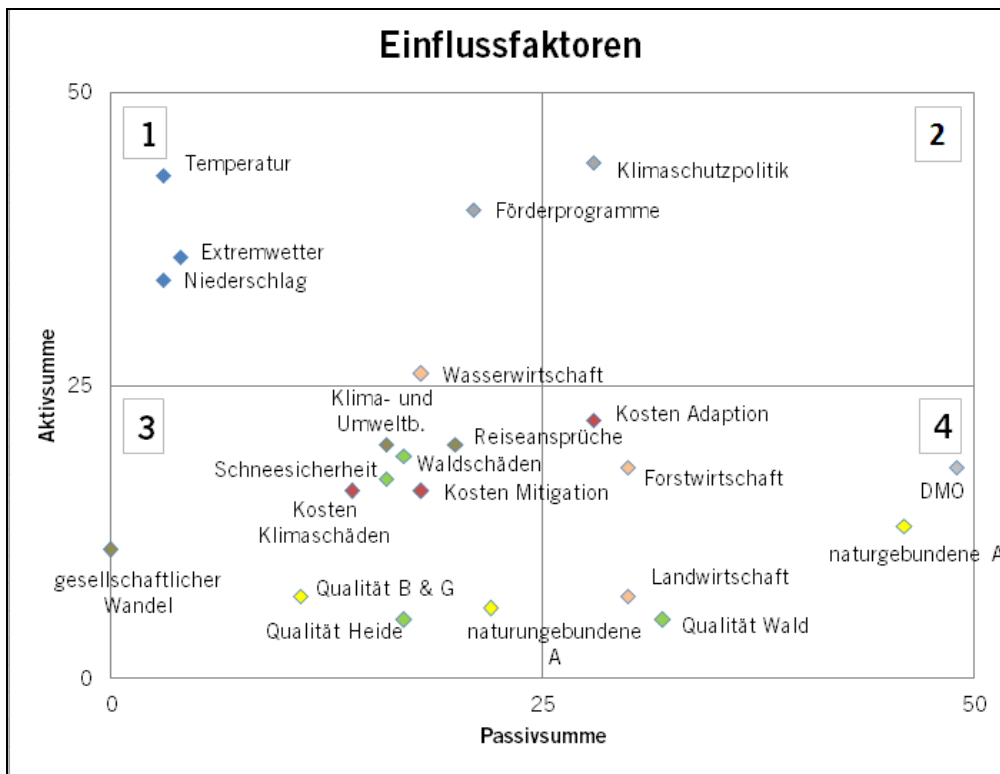 Einflussfaktoren
50
1
2
Temperatur
Klimaschutzpolitik
Förderprogramme
Extremwetter
Niederschlag
Aktivsumme
25
Wasserwirtschaft
3
4
Klima- und
Umweltb.
Kosten Adaption
Reiseansprüche
Waldschäden
Schneesicherheit
Forstwirtschaft
Kosten Mitigation
DMO
Kosten
Klimaschäden
naturgebundene A
gesellschaftlicher
Wandel
Qualität B & G
Landwirtschaft
Qualität Heide
naturungebundene
A
Qualität Wald
0
0
25
50
Passivsumme